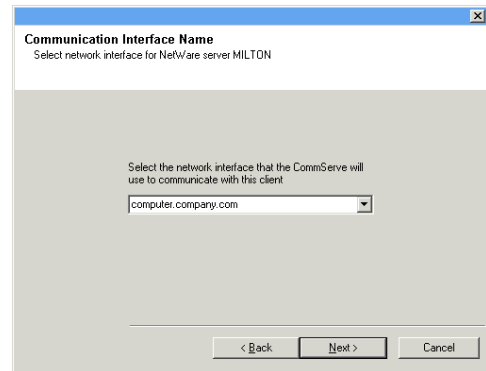 Communication Interface Name
Select network interface for NetWare server MILTON
Select the network interface that the CommServe will
use to communicate with this client
computer.company.com
< Back
Next >
Cancel